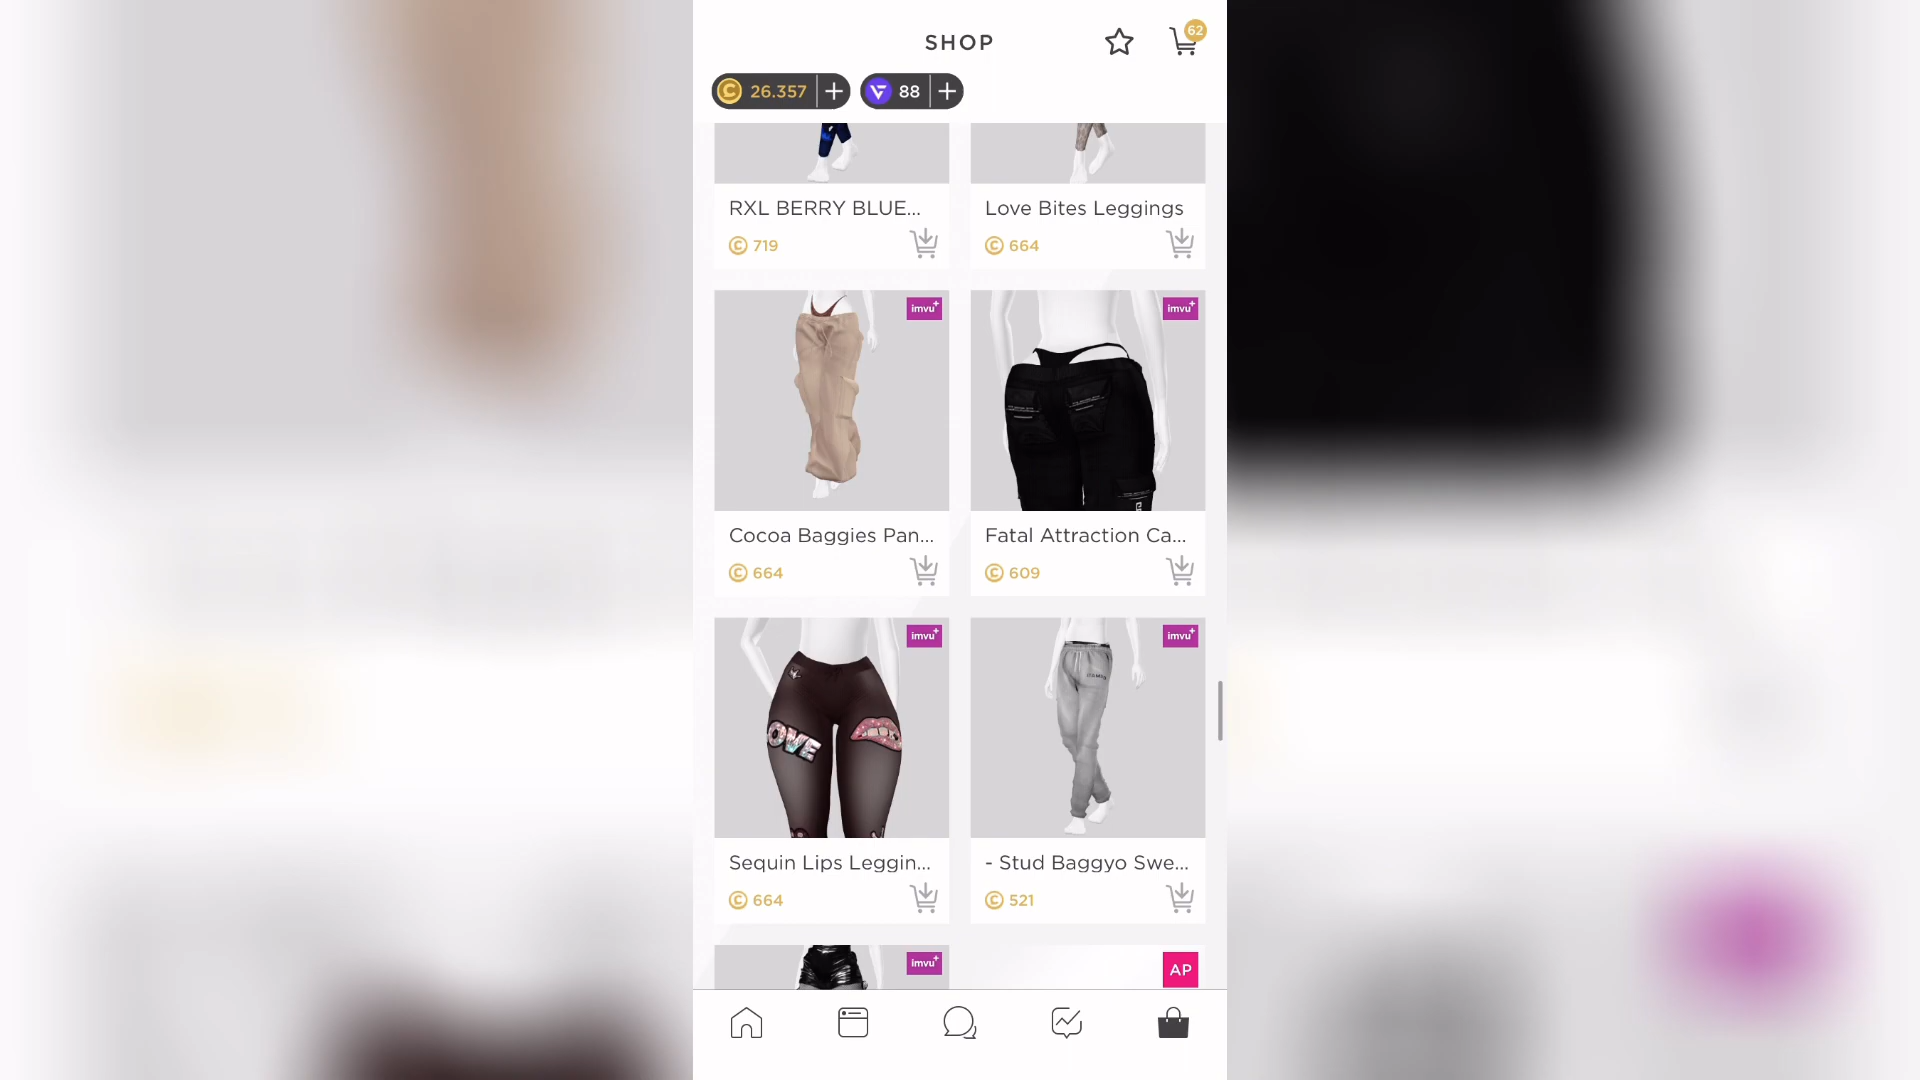 SHOP
62
26.357
88
RXL BERRY BLUE...
Love Bites Leggings
719
664
imvu+
imvu+
Cocoa Baggies Pan...
Fatal Attraction Ca...
664
609
imvu+
imvu+
OVE
Sequin Lips Leggin...
- Stud Baggyo Swe...
664
521
imvu+
AP